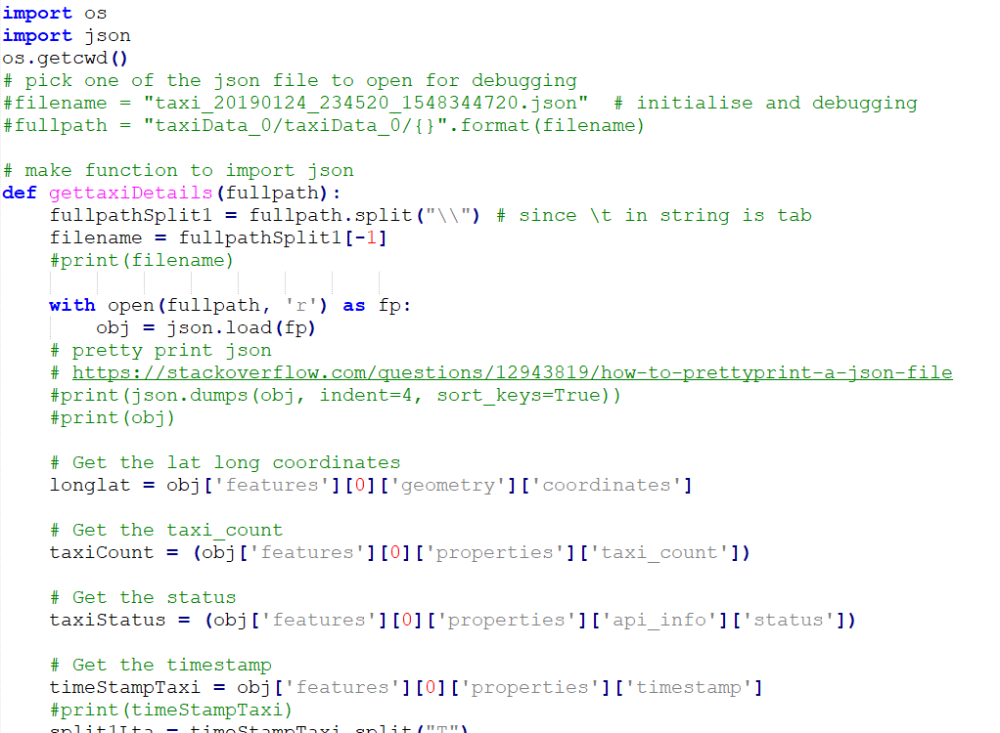 import os
import json
os.getcwd()
# pick one of the json file to open for debugging
#filename = "taxi_20190124_234520_1548344720.json"  # initialise and debugging
#fullpath = "taxiData_0/taxiData_0/{}".format(filename)

# make function to import json
def gettaxiDetails(fullpath):
    fullpathSplit1 = fullpath.split("\\") # since \t in string is tab
    filename = fullpathSplit1[-1]
    #print(filename)

    with open(fullpath, 'r') as fp:
        obj = json.load(fp)
    # pretty print json
    # https://stackoverflow.com/questions/12943819/how-to-prettyprint-a-json-file
    #print(json.dumps(obj, indent=4, sort_keys=True))
    #print(obj)

    # Get the lat long coordinates
    longlat = obj['features'][0]['geometry']['coordinates']

    # Get the taxi_count
    taxiCount = (obj['features'][0]['properties']['taxi_count'])

    # Get the status
    taxiStatus = (obj['features'][0]['properties']['api_info']['status'])

    # Get the timestamp
    timeStampTaxi = obj['features'][0]['properties']['timestamp']
    #print(timeStampTaxi)
    split1Lta = timeStampTaxi.split("T")